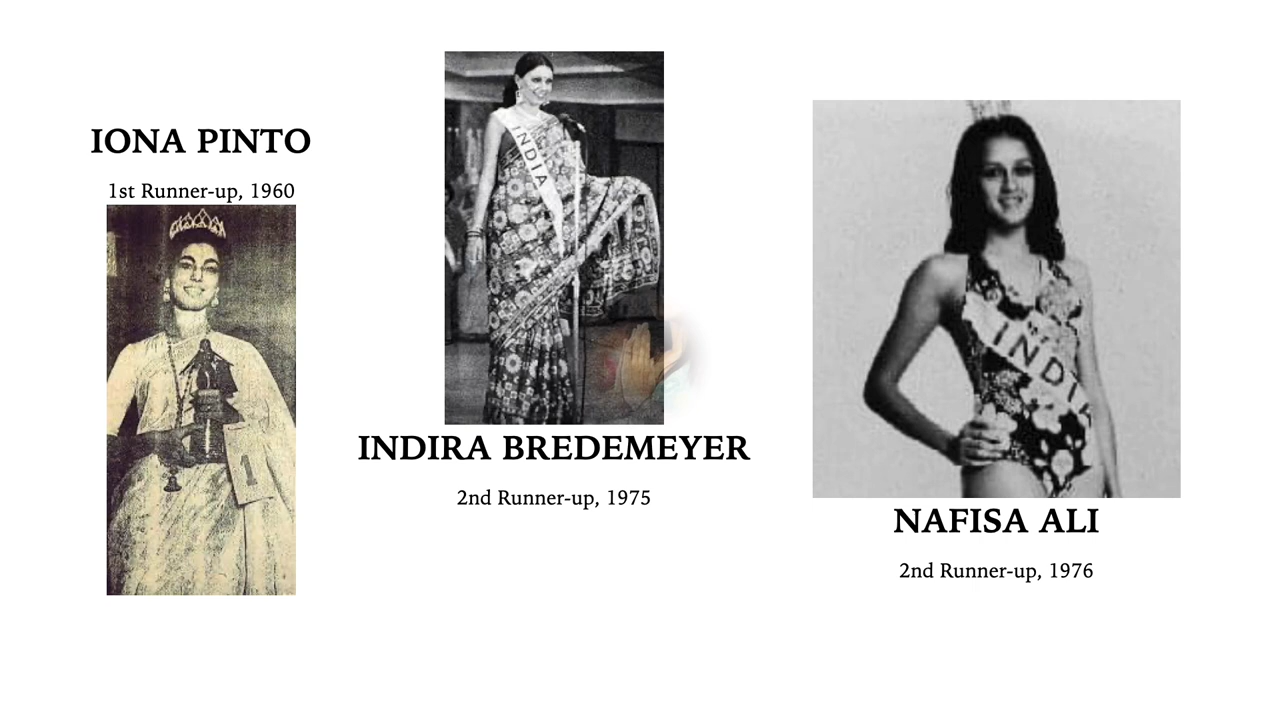 IONA PINTO
1st Runner-up, 1960
1
INDIA
INDIRA BREDEMEYER
2nd Runner-up, 1975
INDIA
NAFISA ALI
2nd Runner-up, 1976